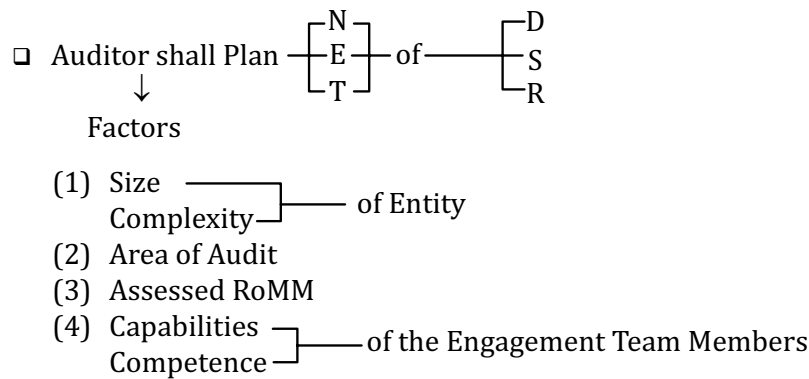 N D
❑ Auditor shall Plan E of S
T R
↓
Factors
(1) Size
Complexity of Entity
(2) Area of Audit
(3) Assessed RoMM
(4) Capabilities
Competence of the Engagement Team Members